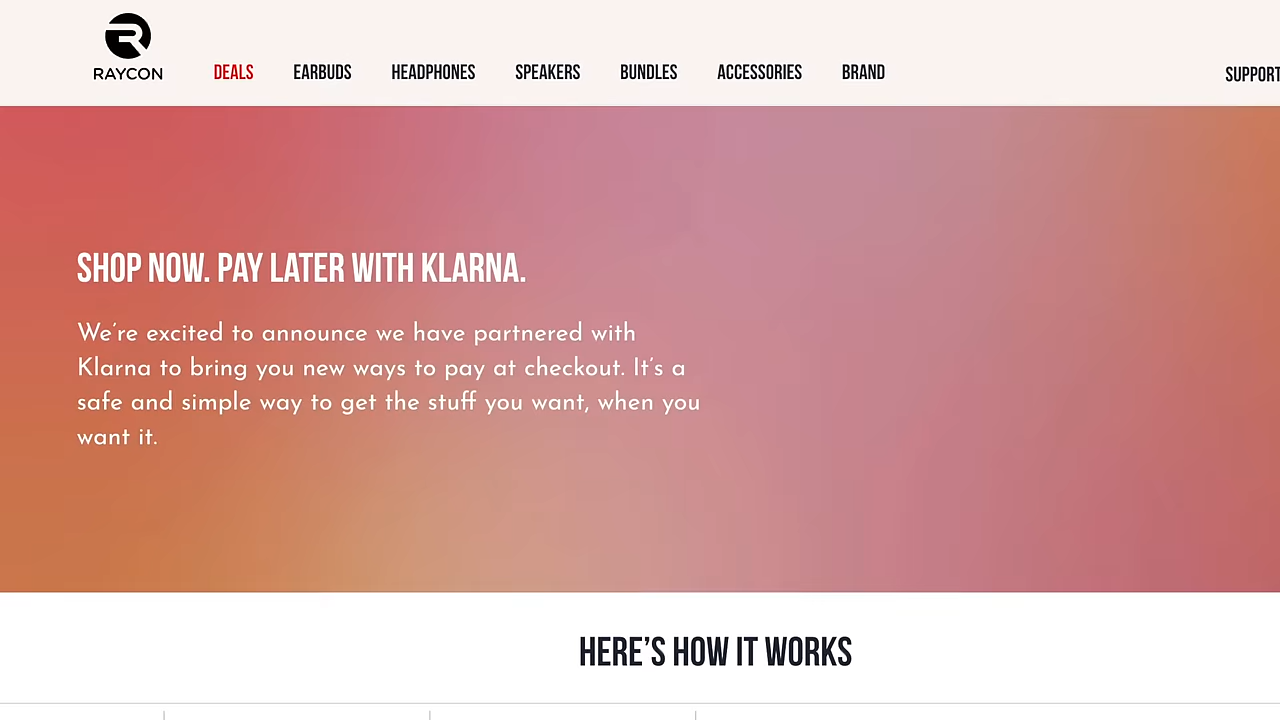 RAYCON
DEALS EARBUDS HEADPHONES SPEAKERS BUNDLES ACCESSORIES BRAND SUPPORT
SHOP NOW. PAY LATER WITH KLARNA.
We’re excited to announce we have partnered with
Klarna to bring you new ways to pay at checkout. It’s a
safe and simple way to get the stuff you want, when you
want it.
HERE’S HOW IT WORKS